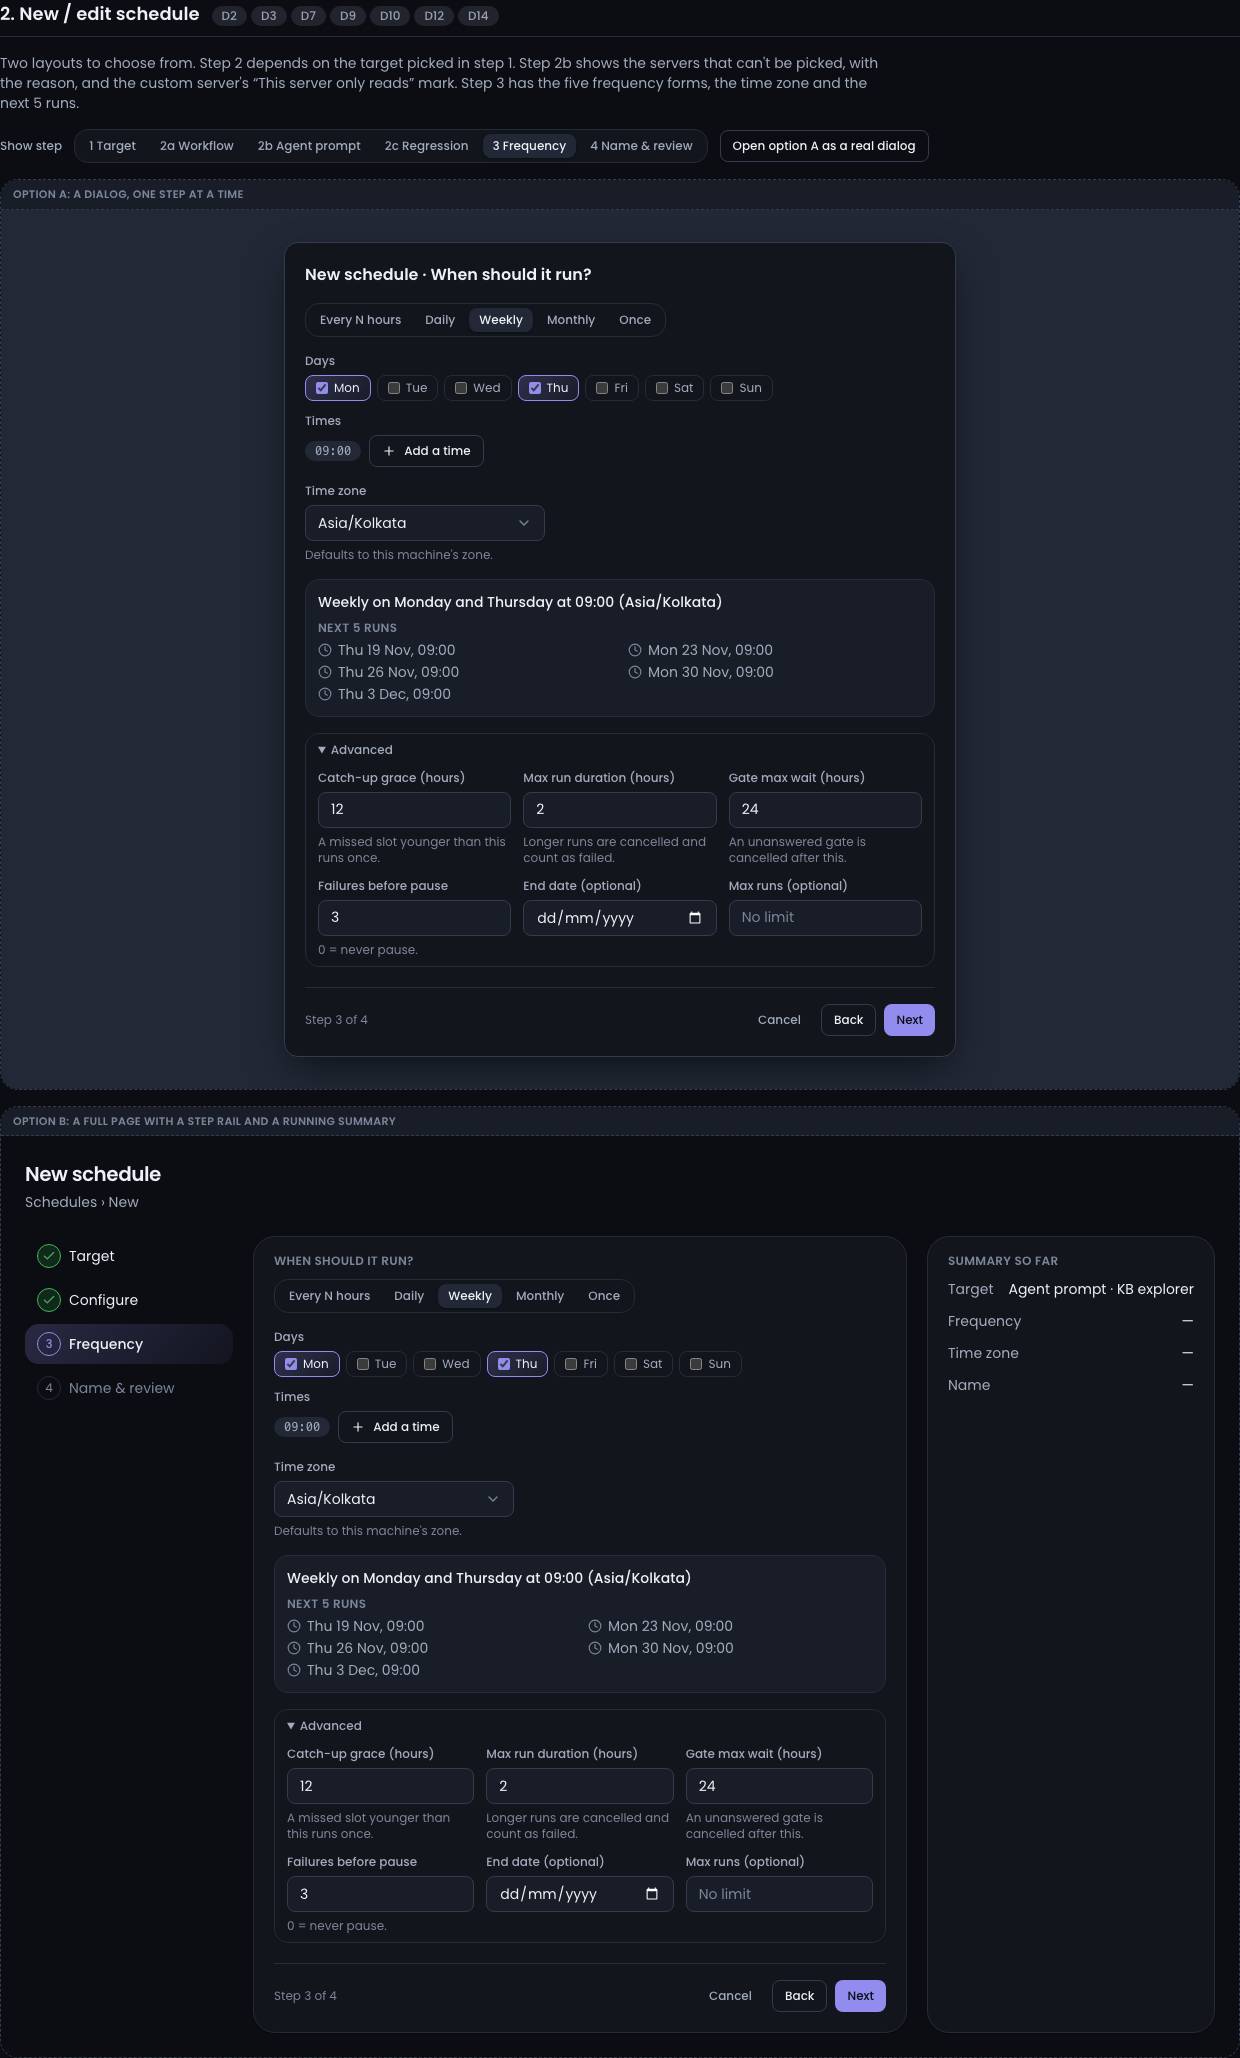 2. New / edit schedule D2 D3 D7 D9 D10 D12 D14
Two layouts to choose from. Step 2 depends on the target picked in step 1. Step 2b shows the servers that can't be picked, with
the reason, and the custom server's “This server only reads” mark. Step 3 has the five frequency forms, the time zone and the
next 5 runs.
Show step 1 Target 2a Workflow 2b Agent prompt 2c Regression 3 Frequency 4 Name & review Open option A as a real dialog
OPTION A: A DIALOG, ONE STEP AT A TIME
New schedule · When should it run?
Every N hours Daily Weekly Monthly Once
Days
Mon Tue Wed Thu Fri Sat Sun
Times
09:00 + Add a time
Time zone
Asia/Kolkata
Defaults to this machine's zone.
Weekly on Monday and Thursday at 09:00 (Asia/Kolkata)
NEXT 5 RUNS
Thu 19 Nov, 09:00 Mon 23 Nov, 09:00
Thu 26 Nov, 09:00 Mon 30 Nov, 09:00
Thu 3 Dec, 09:00
▼ Advanced
Catch-up grace (hours) Max run duration (hours) Gate max wait (hours)
12 2 24
A missed slot younger than this Longer runs are cancelled and An unanswered gate is
runs once. count as failed. cancelled after this.
Failures before pause End date (optional) Max runs (optional)
3 dd/mm/yyyy No limit
0 = never pause.
Step 3 of 4 Cancel Back Next
OPTION B: A FULL PAGE WITH A STEP RAIL AND A RUNNING SUMMARY
New schedule
Schedules › New
Target
Configure
3 Frequency
4 Name & review
WHEN SHOULD IT RUN?
Every N hours Daily Weekly Monthly Once
Days
Mon Tue Wed Thu Fri Sat Sun
Times
09:00 + Add a time
Time zone
Asia/Kolkata
Defaults to this machine's zone.
Weekly on Monday and Thursday at 09:00 (Asia/Kolkata)
NEXT 5 RUNS
Thu 19 Nov, 09:00 Mon 23 Nov, 09:00
Thu 26 Nov, 09:00 Mon 30 Nov, 09:00
Thu 3 Dec, 09:00
▼ Advanced
Catch-up grace (hours) Max run duration (hours) Gate max wait (hours)
12 2 24
A missed slot younger than Longer runs are cancelled and An unanswered gate is
this runs once. count as failed. cancelled after this.
Failures before pause End date (optional) Max runs (optional)
3 dd/mm/yyyy No limit
0 = never pause.
Step 3 of 4 Cancel Back Next
SUMMARY SO FAR
Target Agent prompt · KB explorer
Frequency —
Time zone —
Name —